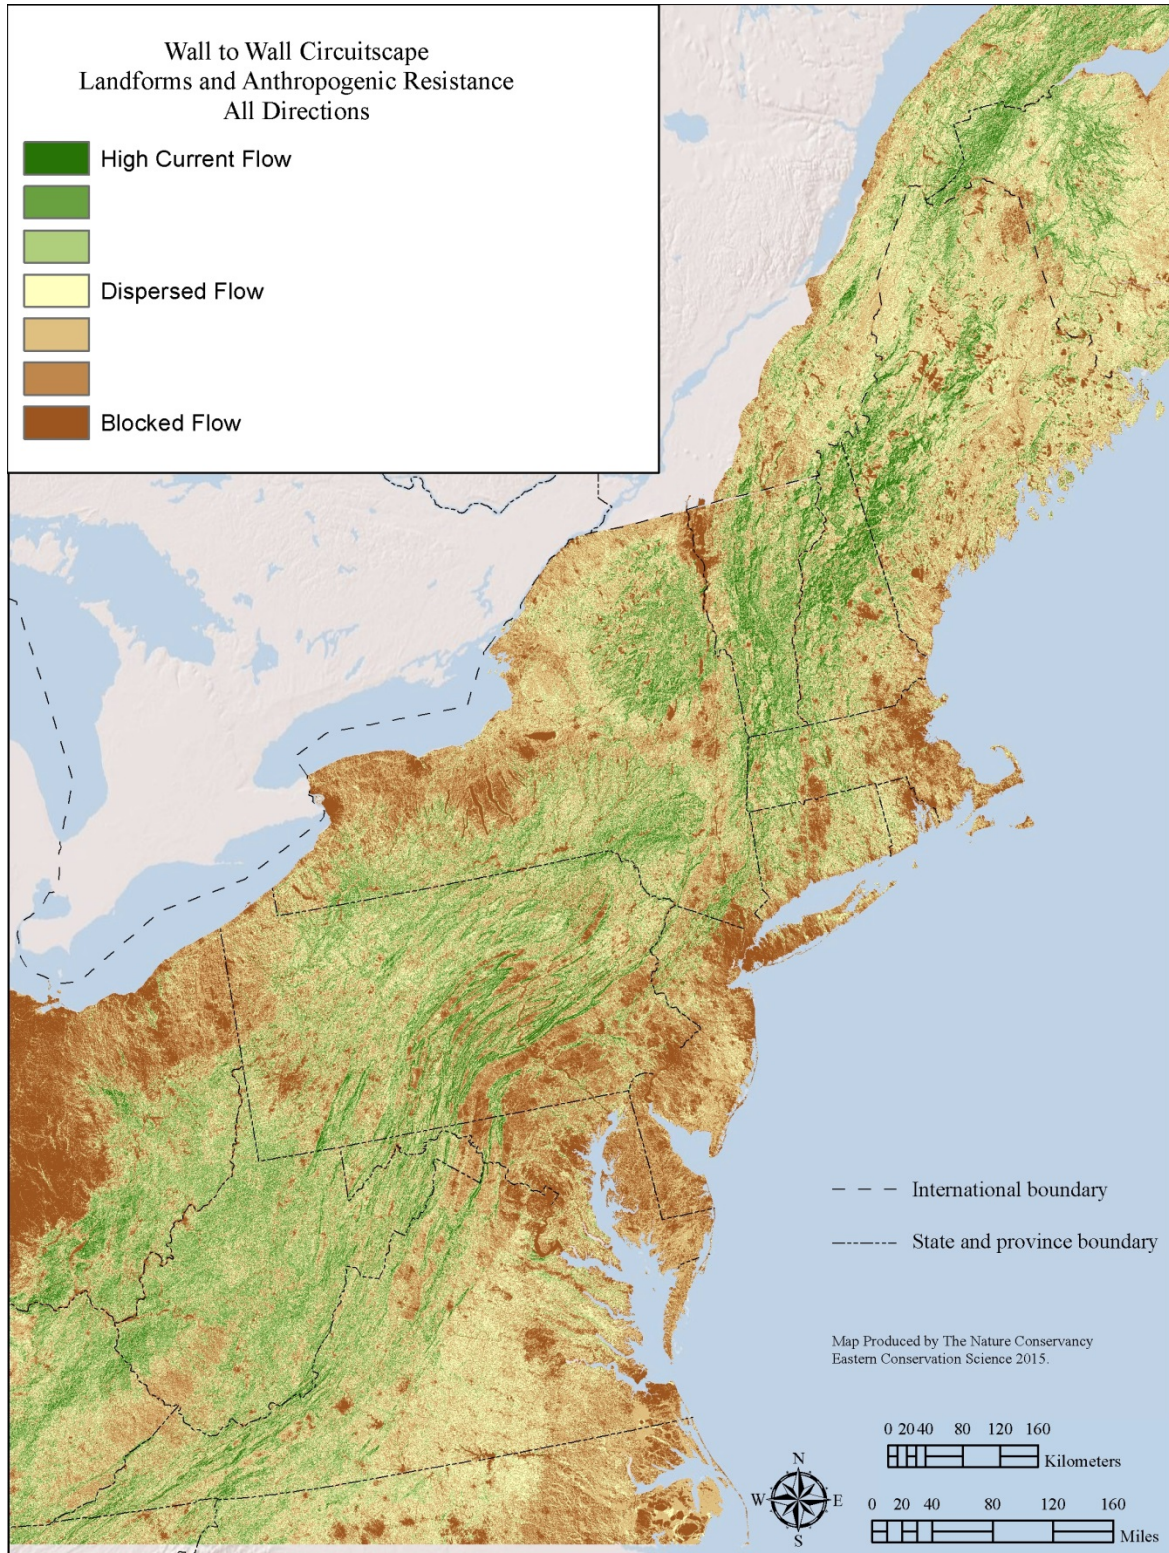 Wall to Wall Circuitscape
Landforms and Anthropogenic Resistance
All Directions
High Current Flow
Dispersed Flow
Blocked Flow
International boundary
State and province boundary
Map Produced by The Nature Conservancy
Eastern Conservation Science 2015.
0 20 40 80 120 160
Kilometers
N
W E
S
0 20 40 80 120 160
Miles